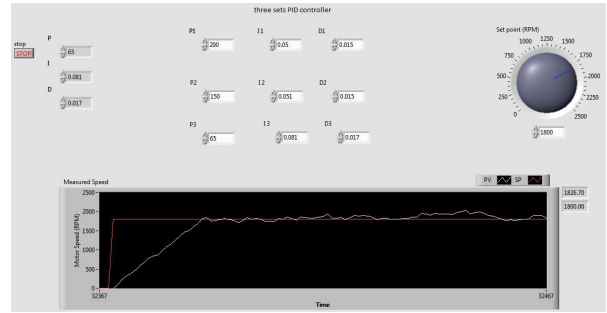 three sets PID controller
stop
STOP
P
65
I
0.081
D
0.017
P1 I1 D1
200 0.05 0.015
P2 I2 D2
150 0.051 0.015
P3 I3 D3
65 0.081 0.017
Set point (RPM)
0 250 500 750 1000 1250 1500 1750 2000 2500
1800
Measured Speed
PV SP
1826.70
1800.00
Motor Speed (RPM)
2500
2000
1500
1000
500
0
32367 32467
Time